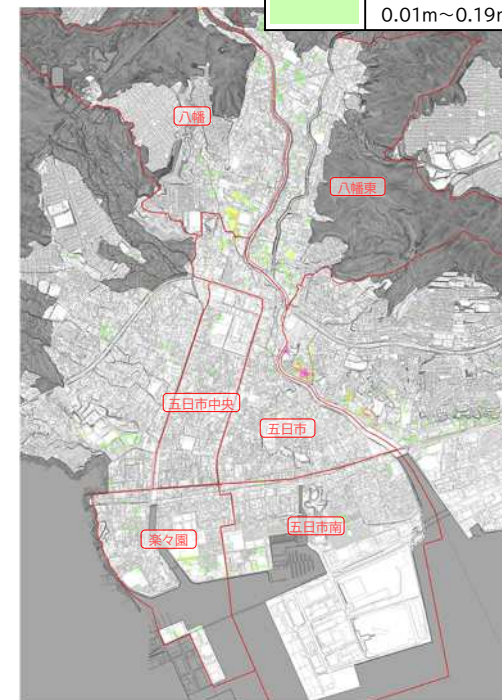 0.01m~0.19m
八幡
八幡東
五日市中央
五日市
五日市南
楽々園